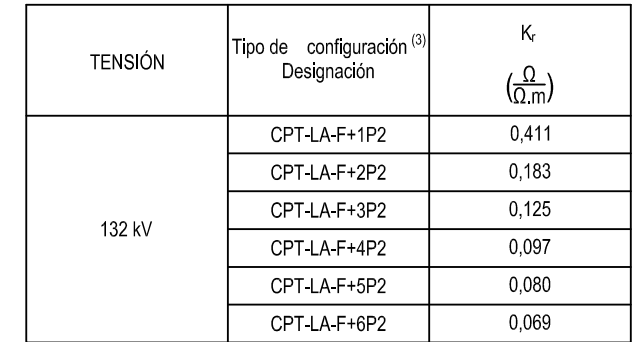 TENSIÓN
Tipo de configuración (3)
Designación
Kr
(Ω/Ω.m)
132 kV
CPT-LA-F+1P2 0,411
CPT-LA-F+2P2 0,183
CPT-LA-F+3P2 0,125
CPT-LA-F+4P2 0,097
CPT-LA-F+5P2 0,080
CPT-LA-F+6P2 0,069